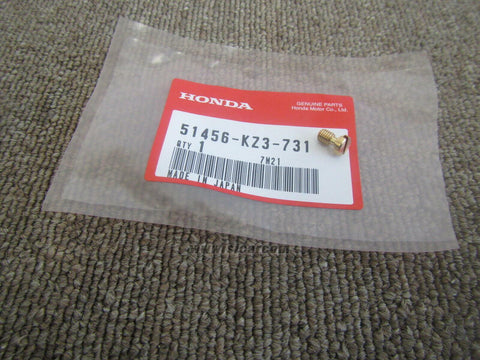 HONDA
GENUINE PARTS
Honda Motor Co., Ltd.
51456-KZ3-731
QTY 1
7M21
MADE IN JAPAN